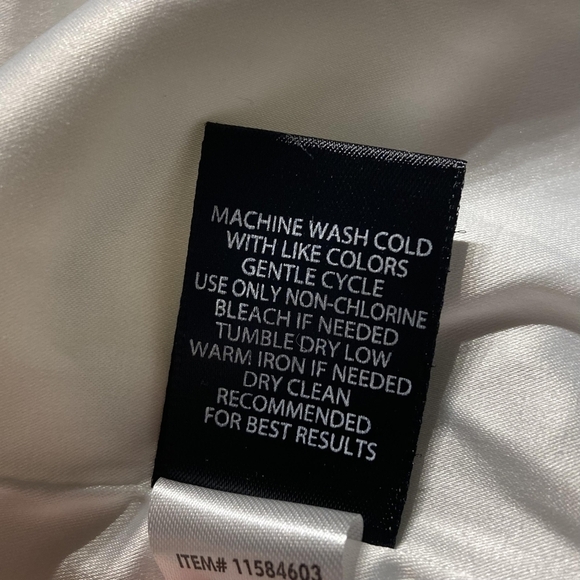 MACHINE WASH COLD
WITH LIKE COLORS
GENTLE CYCLE
USE ONLY NON-CHLORINE
BLEACH IF NEEDED
TUMBLE DRY LOW
WARM IRON IF NEEDED
DRY CLEAN
RECOMMENDED
FOR BEST RESULTS
ITEM# 11584603